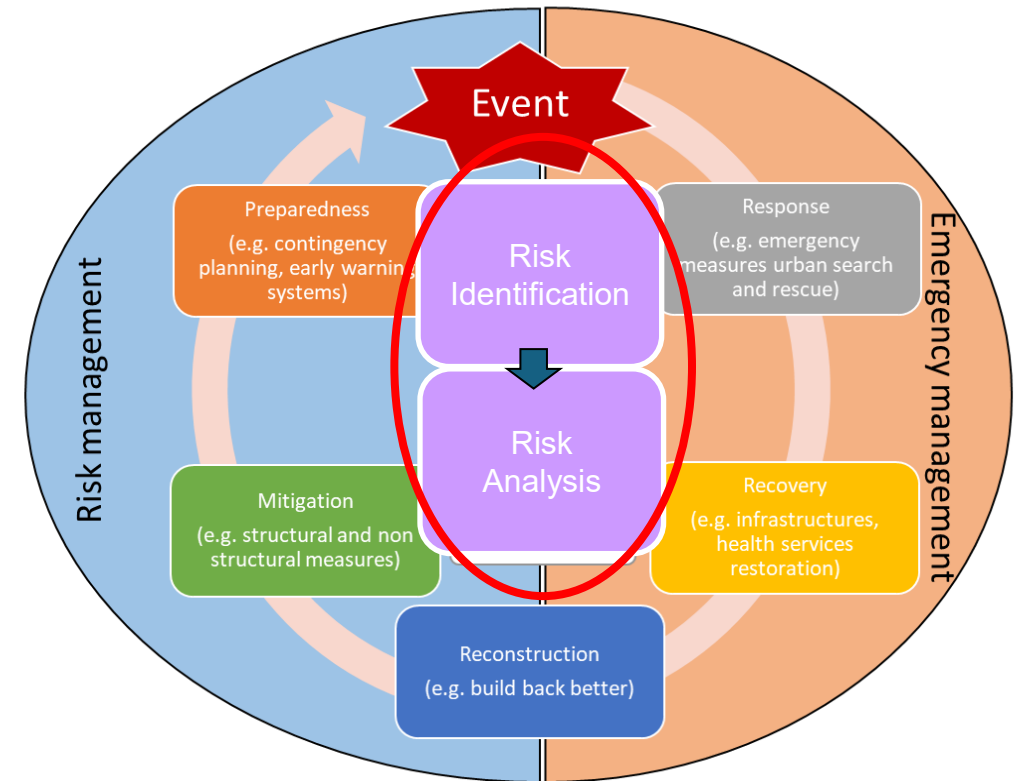 Event
Preparedness
(e.g. contingency
planning, early warning
systems)
Risk
Identification
Response
(e.g. emergency
measures urban search
and rescue)
Risk management
Emergency management
Risk
Analysis
Mitigation
(e.g. structural and non
structural measures)
Recovery
(e.g. infrastructures,
health services
restoration)
Reconstruction
(e.g. build back better)